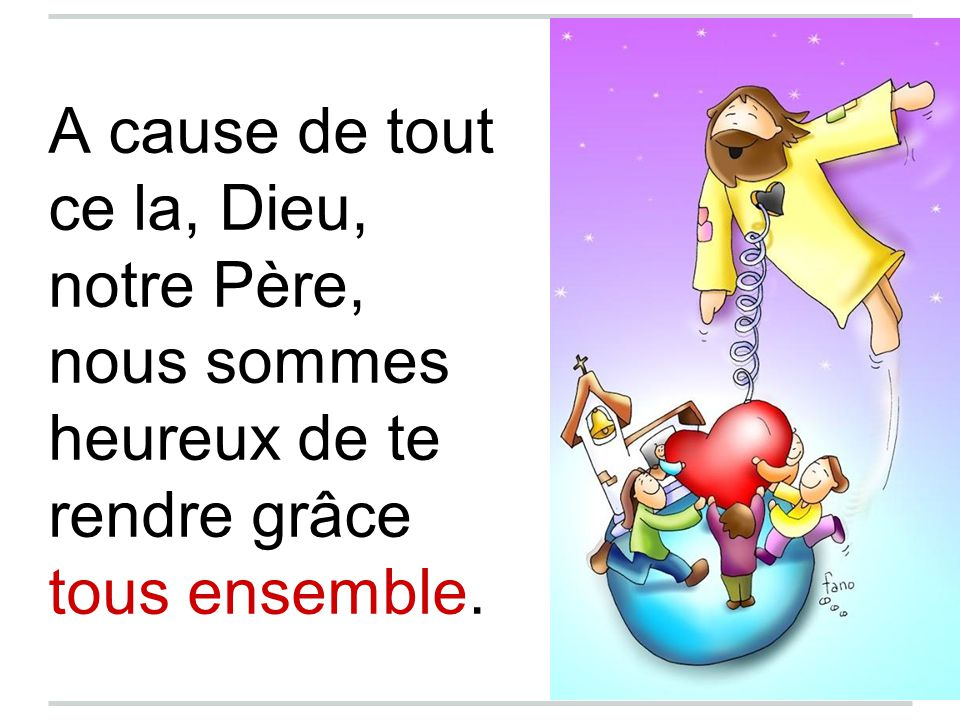 A cause de tout
ce la, Dieu,
notre Père,
nous sommes
heureux de te
rendre grâce
tous ensemble.
fano